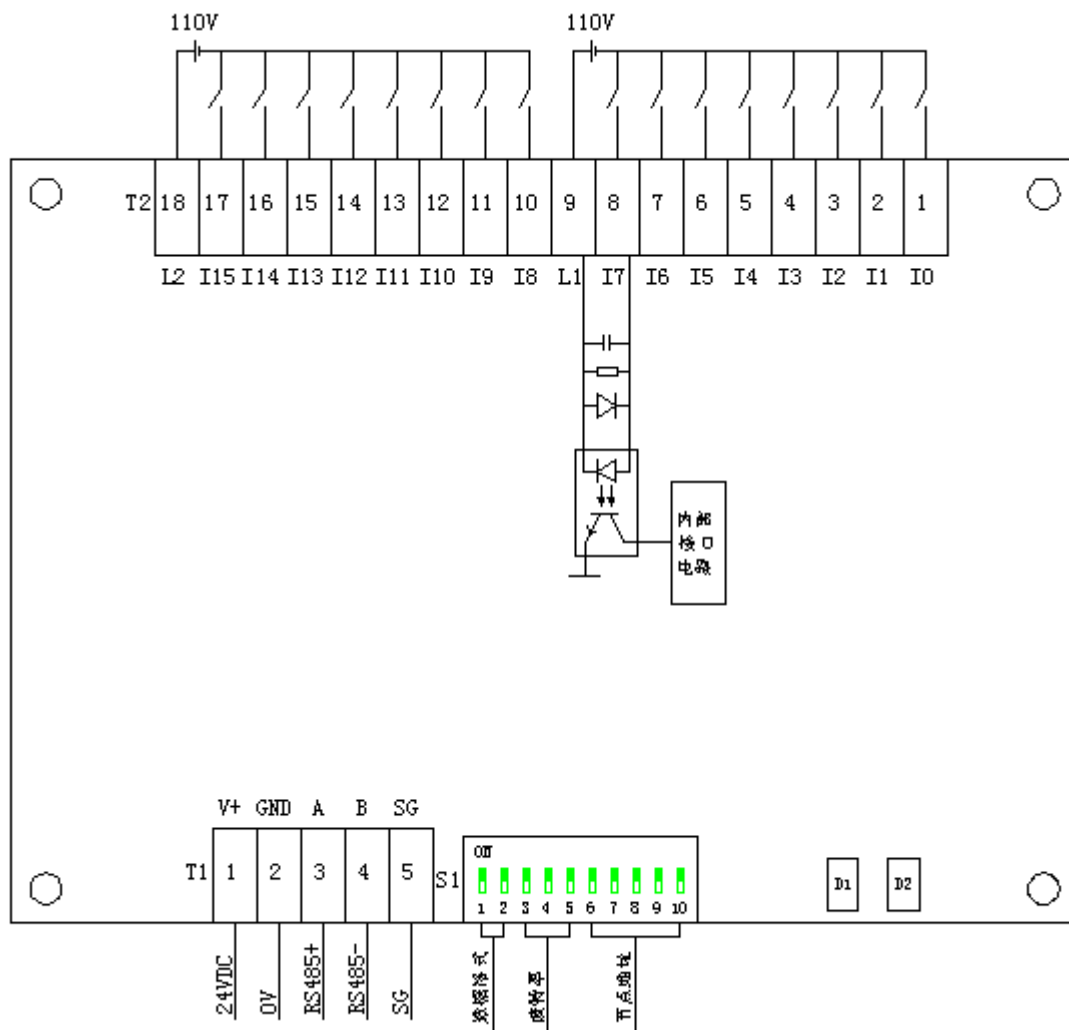 110V 110V
T2 18 17 16 15 14 13 12 11 10 9 8 7 6 5 4 3 2 1
L2 I15 I14 I13 I12 I11 I10 I9 I8 L1 I7 I6 I5 I4 I3 I2 I1 I0
内部
接口
电路
V+ GND A B SG
T1 1 2 3 4 5
S1
ON
1 2 3 4 5 6 7 8 9 10
D1 D2
24VDC
0V
RS485+
RS485-
SG
数据格式
波特率
节点地址